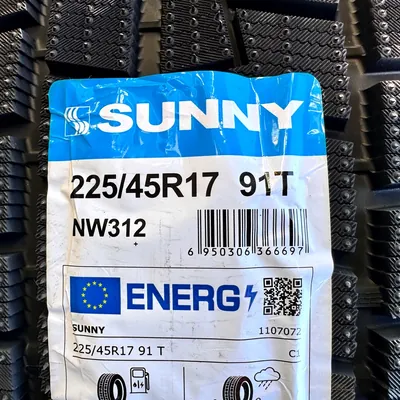 SUNNY
225/45R17 91T
NW312
6 950306 366697
ENERG
SUNNY 1107072
225/45R17 91 T C1